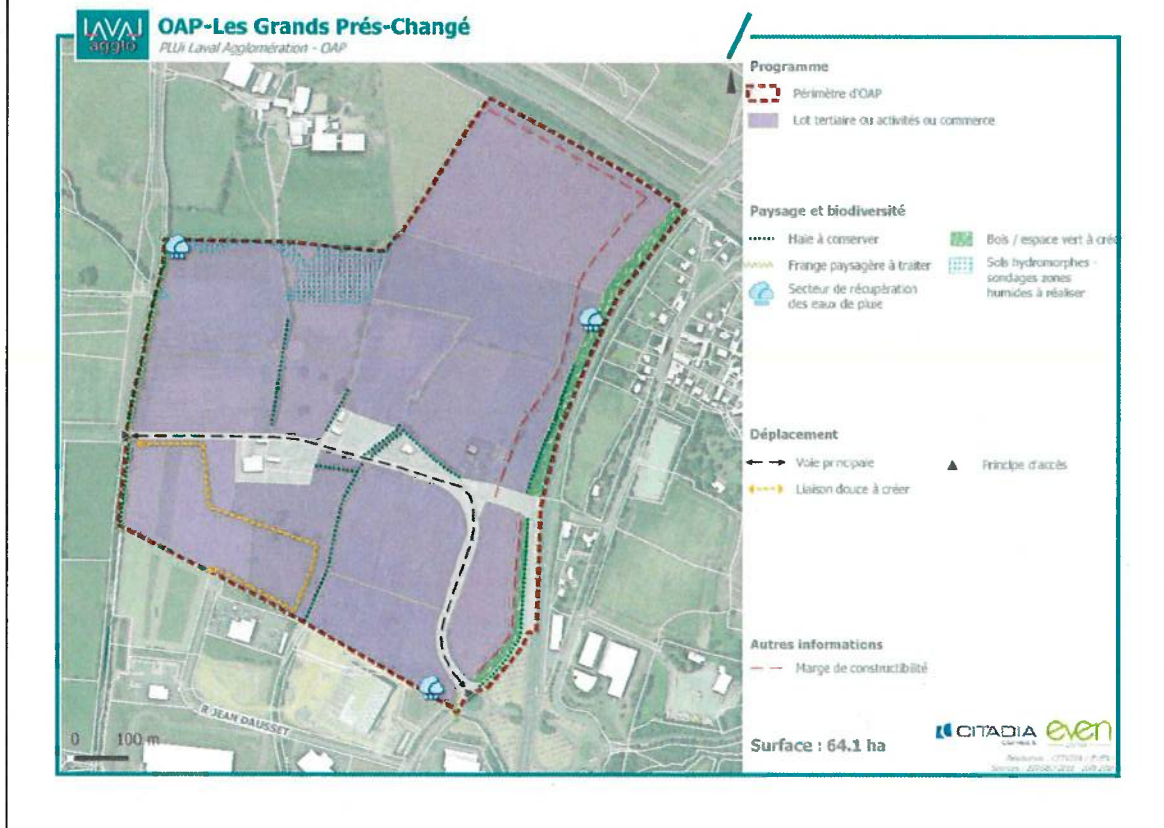 LAVAL
agglo
OAP-Les Grands Prés-Changé
PLUi Laval Agglomération - OAP
Programme
Périmètre d'OAP
Lot tertiaire ou activités ou commerce
Paysage et biodiversité
Haie à conserver
Frange paysagère à traiter
Secteur de récupération
des eaux de pluie
Bois / espace vert à crée
Sols hydromorphes -
sondages zones
humides à réaliser
Déplacement
Voie principale
Liaison douce à créer
Principe d'accès
Autres informations
Marge de constructibilité
Surface : 64.1 ha
CITADIA
even
R JEAN DAUSSET
0 100 m